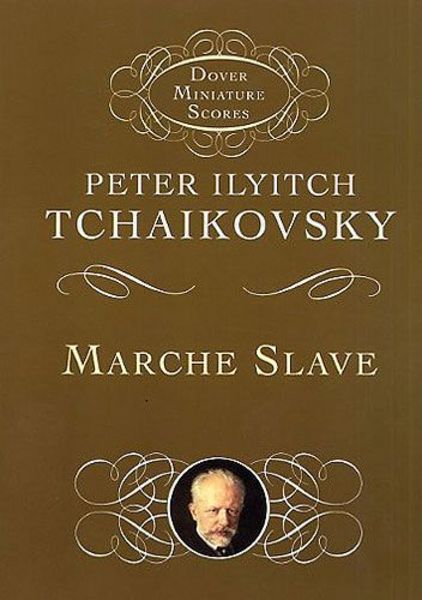 DOVER
MINIATURE
SCORES
PETER ILYITCH
TCHAIKOVSKY
MARCHE SLAVE